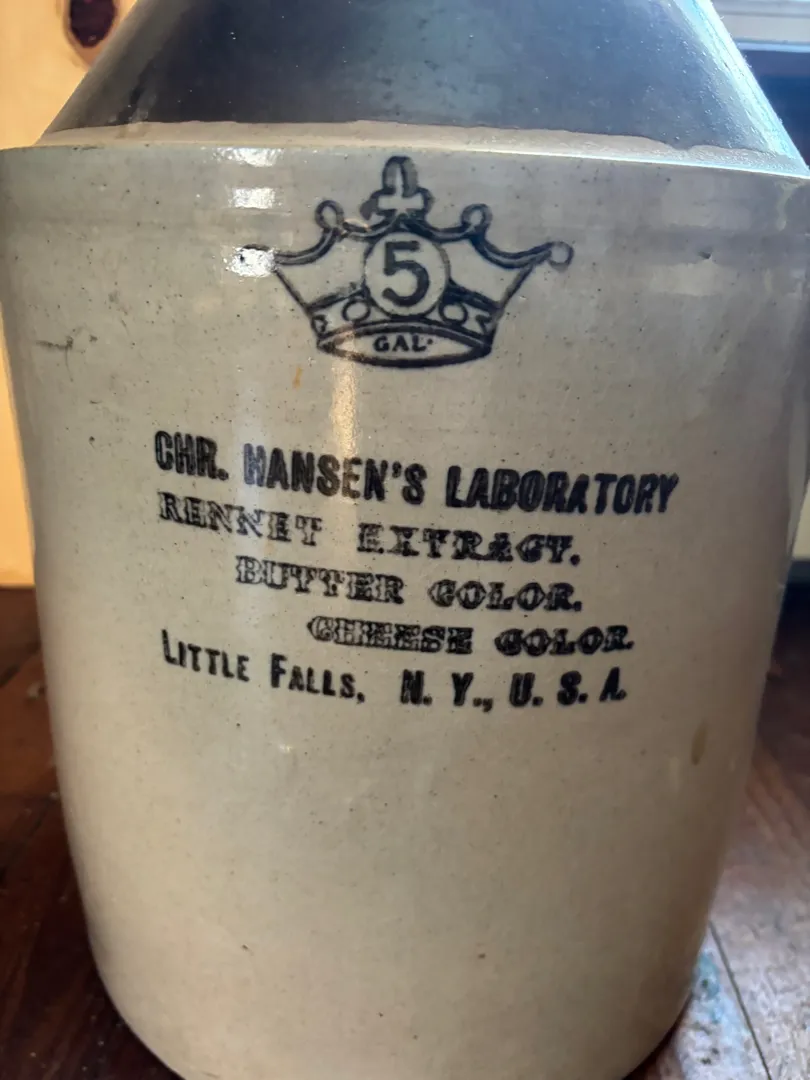 5
GAL.
CHR. HANSEN'S LABORATORY
RENNET EXTRACT.
BUTTER COLOR.
CHEESE COLOR.
LITTLE FALLS, N. Y., U. S. A.